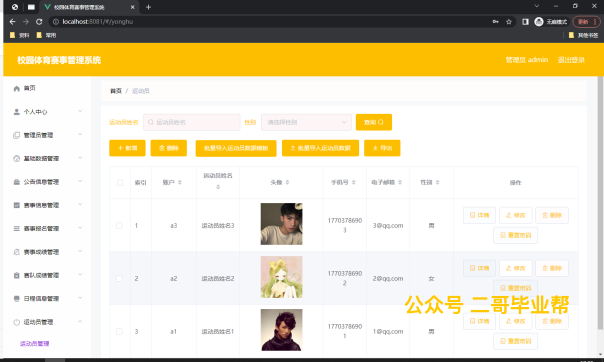 校园体育赛事管理系统
localhost:8081/#/yonghu
无痕模式
更新
资料
常用
其他书签
校园体育赛事管理系统
管理员 admin
退出登录
首页
个人中心
管理员管理
基础数据管理
公告信息管理
赛事信息管理
赛事报名管理
赛事成绩管理
赛队成绩管理
日程信息管理
运动员管理
运动员管理
首页 / 运动员
运动员姓名 运动员姓名 性别 请选择性别 查询
+ 新增 删除 批量导入运动员数据模板 批量导入运动员数据 导出
索引 账户 运动员姓名 头像 手机号 电子邮箱 性别 操作
1 a3 运动员姓名3 17703786903 3@qq.com 男 详情 修改 删除
重置密码
2 a2 运动员姓名2 17703786902 2@qq.com 女 详情 修改 删除
重置密码
公众号 二哥毕业帮
3 a1 运动员姓名1 17703786901 1@qq.com 男 详情 修改 删除
重置密码